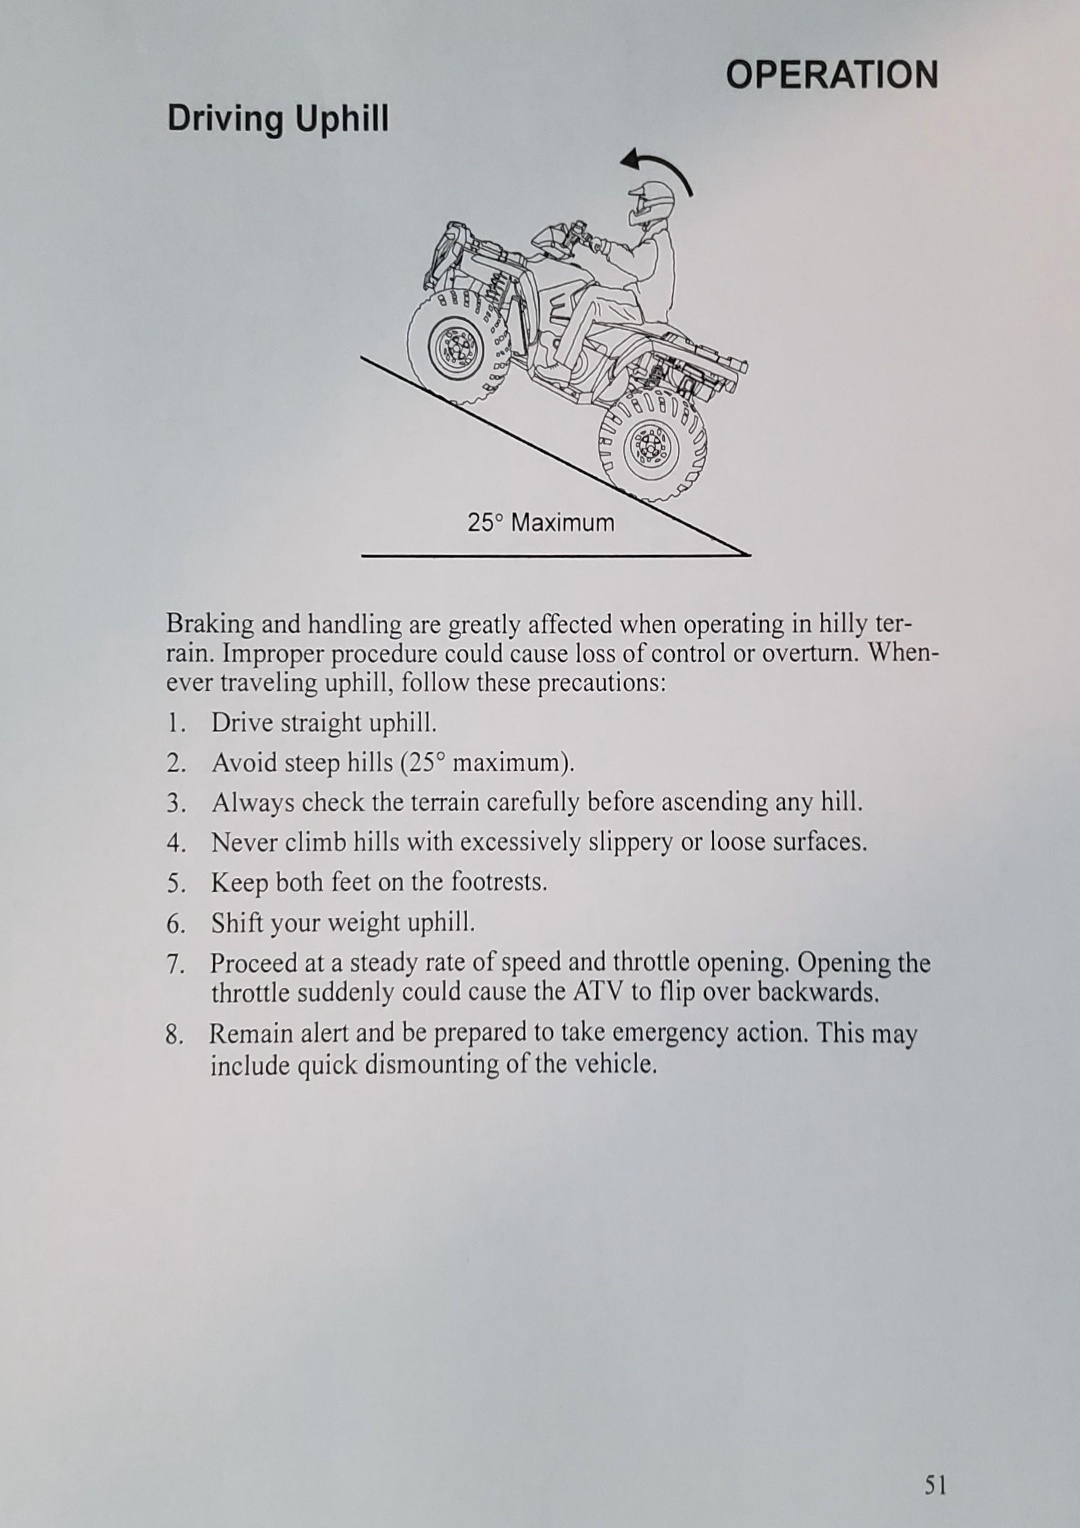 OPERATION
Driving Uphill
25° Maximum
Braking and handling are greatly affected when operating in hilly ter-
rain. Improper procedure could cause loss of control or overturn. When-
ever traveling uphill, follow these precautions:
1. Drive straight uphill.
2. Avoid steep hills (25° maximum).
3. Always check the terrain carefully before ascending any hill.
4. Never climb hills with excessively slippery or loose surfaces.
5. Keep both feet on the footrests.
6. Shift your weight uphill.
7. Proceed at a steady rate of speed and throttle opening. Opening the
throttle suddenly could cause the ATV to flip over backwards.
8. Remain alert and be prepared to take emergency action. This may
include quick dismounting of the vehicle.
51